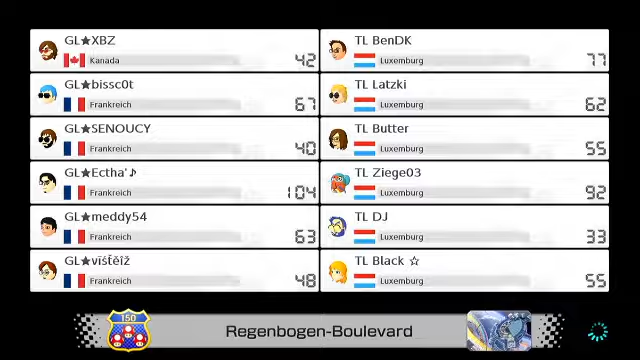 GL★XBZ
Kanada
42
GL★bissc0t
Frankreich
67
GL★SENOUCY
Frankreich
40
GL★Ectha'♪
Frankreich
104
GL★meddy54
Frankreich
63
GL★vïśťěîž
Frankreich
48
TL BenDK
Luxemburg
77
TL Latzki
Luxemburg
62
TL Butter
Luxemburg
55
TL Ziege03
Luxemburg
92
TL DJ
Luxemburg
33
TL Black ☆
Luxemburg
55
150
Regenbogen-Boulevard